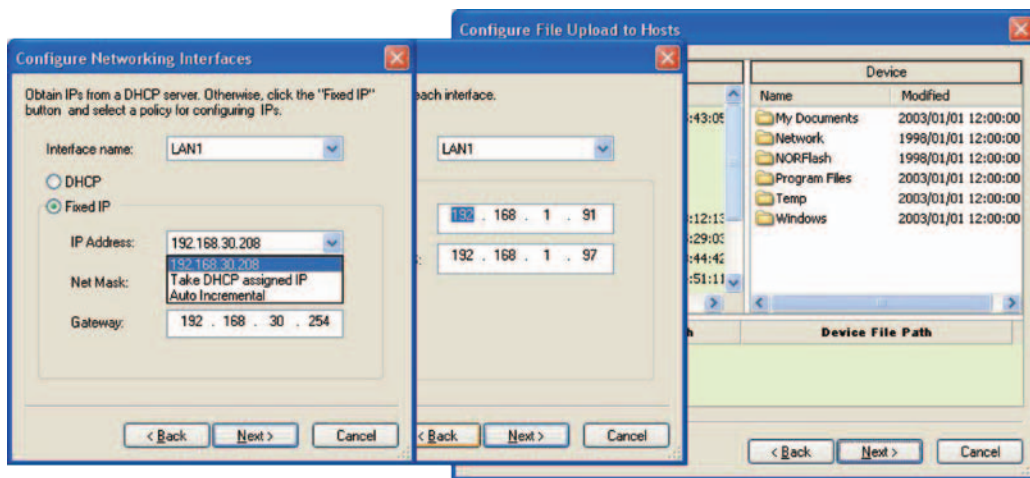 Configure File Upload to Hosts
Configure Networking Interfaces
Obtain IPs from a DHCP server. Otherwise, click the "Fixed IP"
button and select a policy for configuring IPs.
Interface name:
LAN1
DHCP
Fixed IP
IP Address:
192.168.30.208
192.168.30.208
Take DHCP assigned IP
Auto Incremental
Net Mask:
Gateway:
192 . 168 . 30 . 254
< Back
Next >
Cancel
each interface.
LAN1
192 . 168 . 1 . 91
192 . 168 . 1 . 97
< Back
Next >
Cancel
:43:05
:12:13
:29:03
:44:42
:51:11
Device
Name Modified
My Documents 2003/01/01 12:00:00
Network 1998/01/01 12:00:00
NORFlash 1998/01/01 12:00:00
Program Files 2003/01/01 12:00:00
Temp 2003/01/01 12:00:00
Windows 2003/01/01 12:00:00
Device File Path
< Back
Next >
Cancel